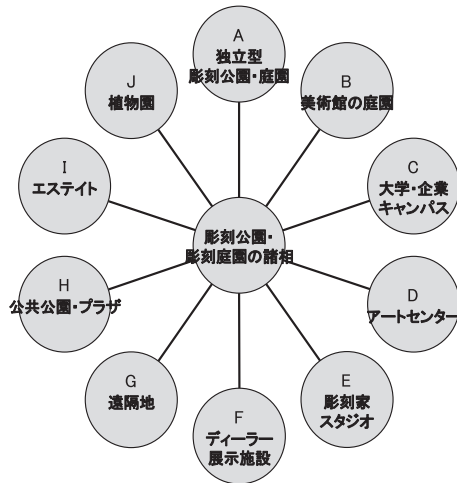 A
独立型
彫刻公園・庭園
B
美術館の庭園
C
大学・企業
キャンパス
D
アートセンター
E
彫刻家
スタジオ
F
ディーラー
展示施設
G
遠隔地
H
公共公園・プラザ
I
エステイト
J
植物園
彫刻公園・
彫刻庭園の諸相